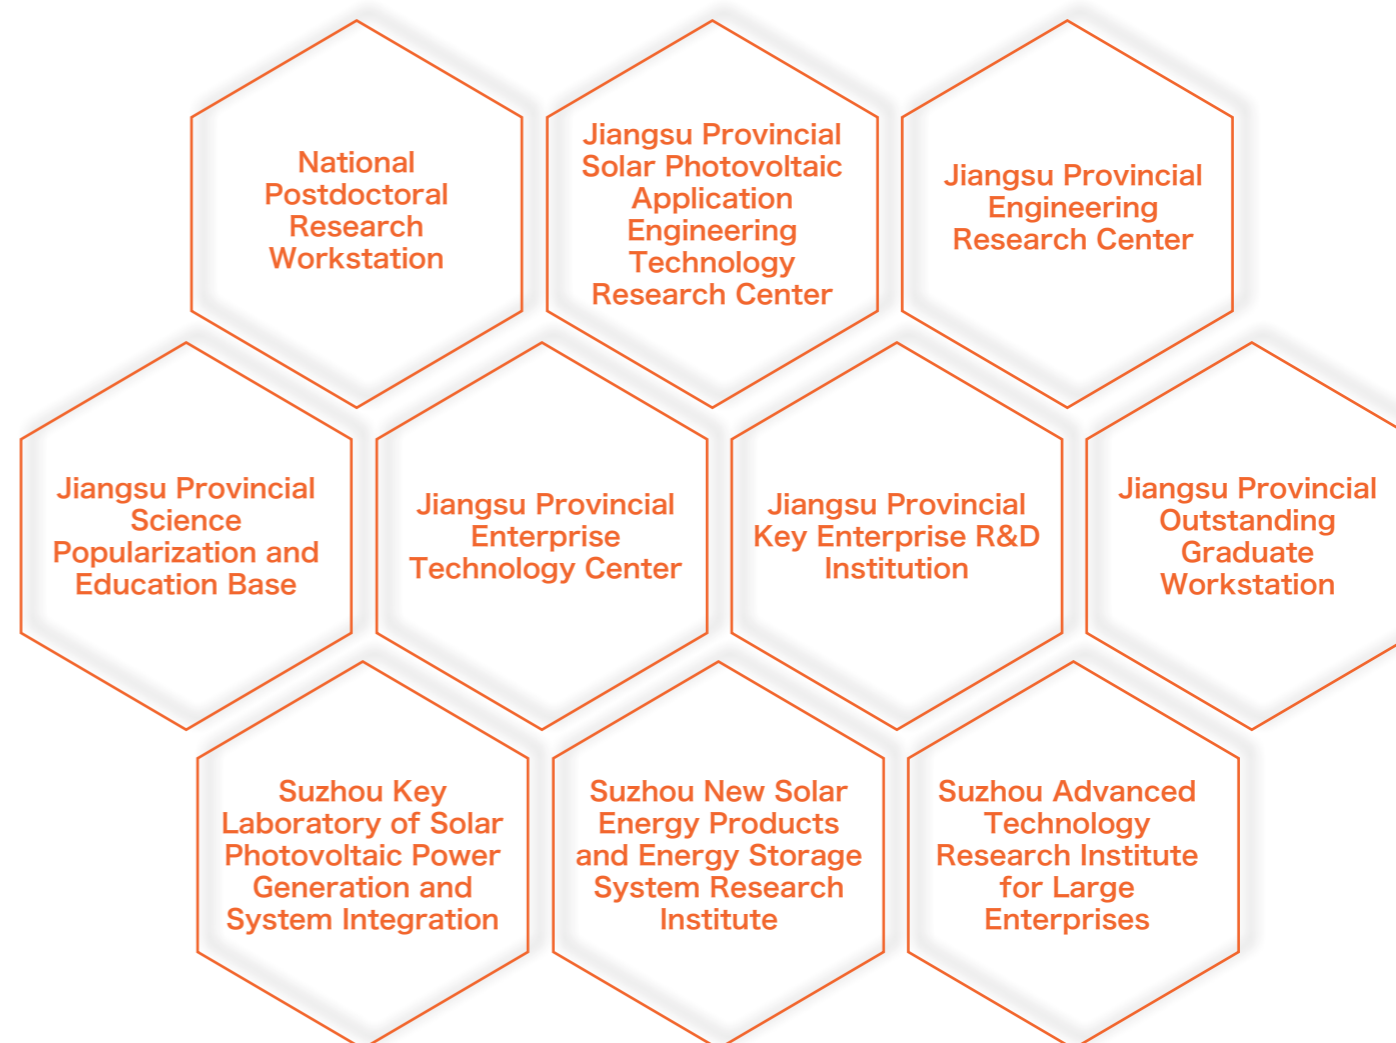 National
Postdoctoral
Research
Workstation
Jiangsu Provincial
Solar Photovoltaic
Application
Engineering
Technology
Research Center
Jiangsu Provincial
Engineering
Research Center
Jiangsu Provincial
Science
Popularization and
Education Base
Jiangsu Provincial
Enterprise
Technology Center
Jiangsu Provincial
Key Enterprise R&D
Institution
Jiangsu Provincial
Outstanding
Graduate
Workstation
Suzhou Key
Laboratory of Solar
Photovoltaic Power
Generation and
System Integration
Suzhou New Solar
Energy Products
and Energy Storage
System Research
Institute
Suzhou Advanced
Technology
Research Institute
for Large
Enterprises